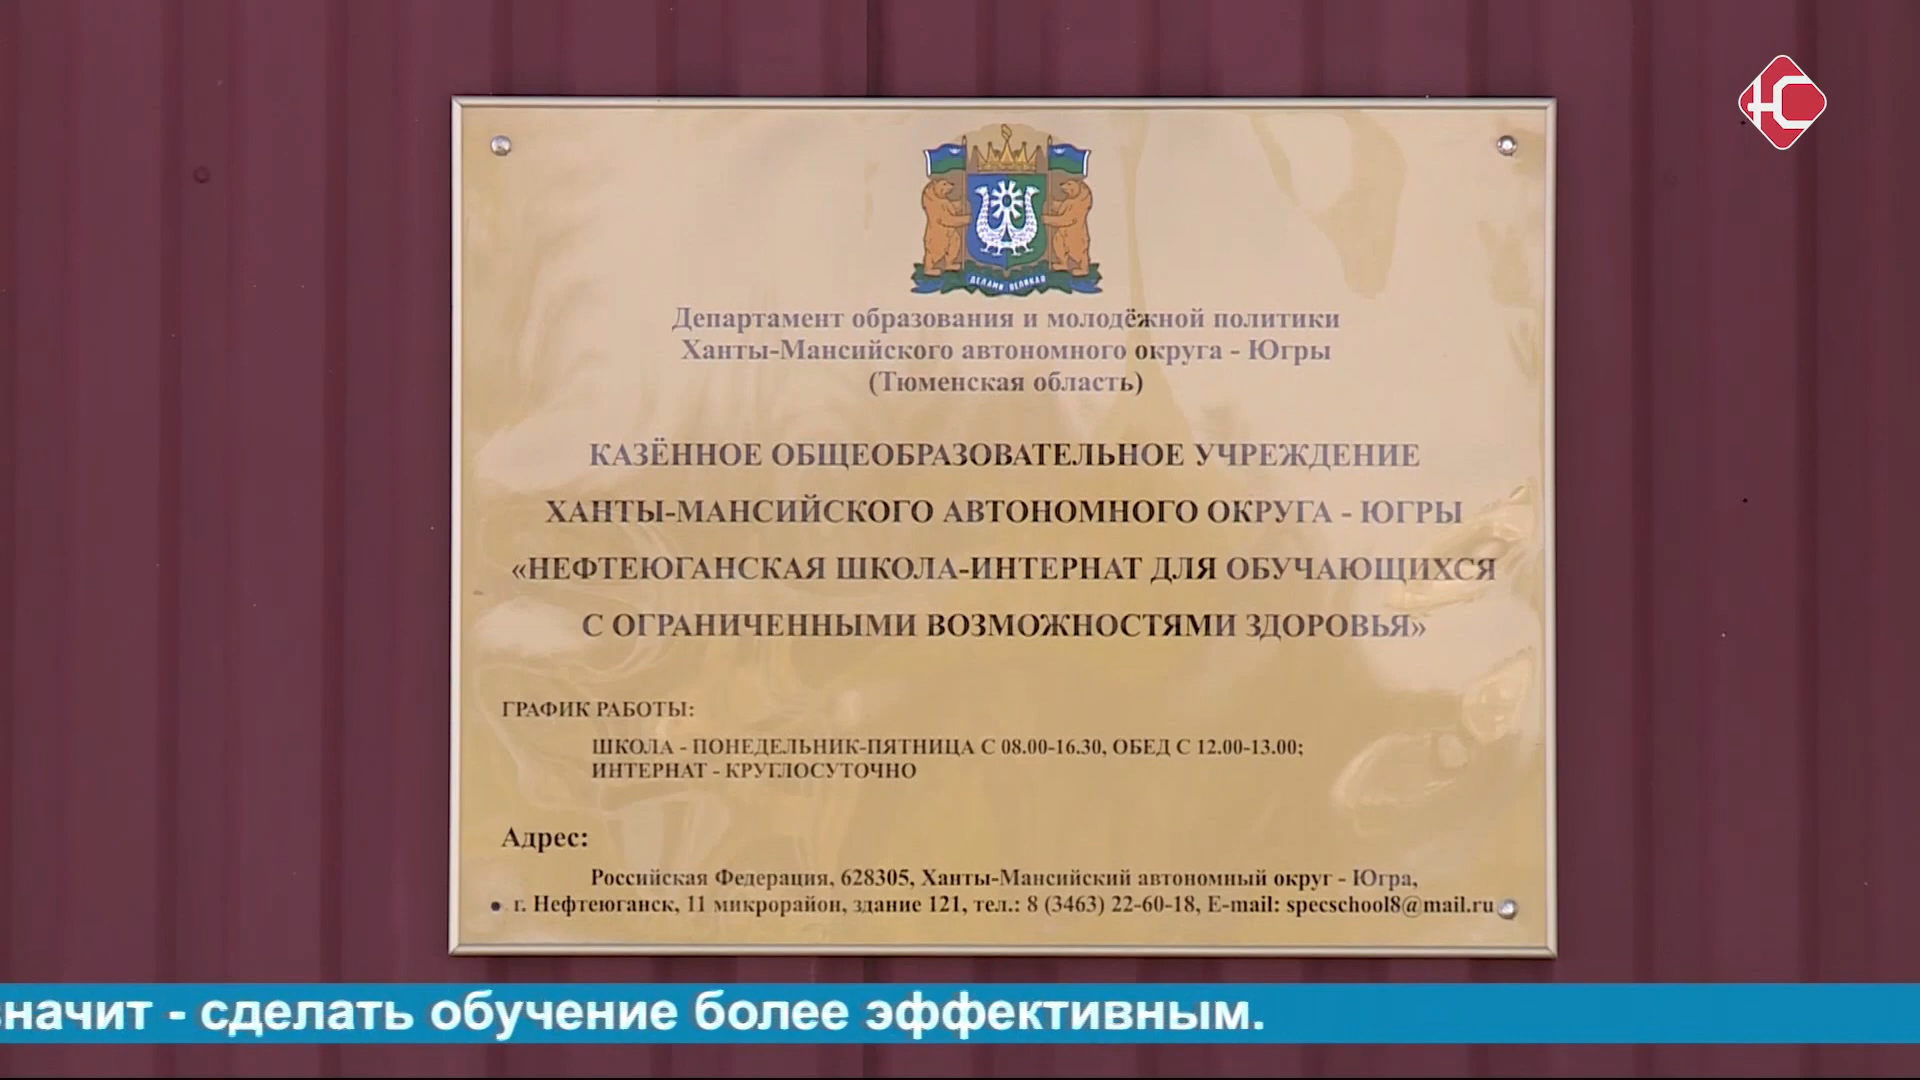 ЮС
ДЕЛАМИ ВЕЛИКАЯ
Департамент образования и молодёжной политики
Ханты-Мансийского автономного округа - Югры
(Тюменская область)
КАЗЁННОЕ ОБЩЕОБРАЗОВАТЕЛЬНОЕ УЧРЕЖДЕНИЕ
ХАНТЫ-МАНСИЙСКОГО АВТОНОМНОГО ОКРУГА - ЮГРЫ
«НЕФТЕЮГАНСКАЯ ШКОЛА-ИНТЕРНАТ ДЛЯ ОБУЧАЮЩИХСЯ
С ОГРАНИЧЕННЫМИ ВОЗМОЖНОСТЯМИ ЗДОРОВЬЯ»
ГРАФИК РАБОТЫ:
ШКОЛА - ПОНЕДЕЛЬНИК-ПЯТНИЦА С 08.00-16.30, ОБЕД С 12.00-13.00;
ИНТЕРНАТ - КРУГЛОСУТОЧНО
Адрес:
Российская Федерация, 628305, Ханты-Мансийский автономный округ - Югра,
г. Нефтеюганск, 11 микрорайон, здание 121, тел.: 8 (3463) 22-60-18, E-mail: specschool8@mail.ru
значит - сделать обучение более эффективным.